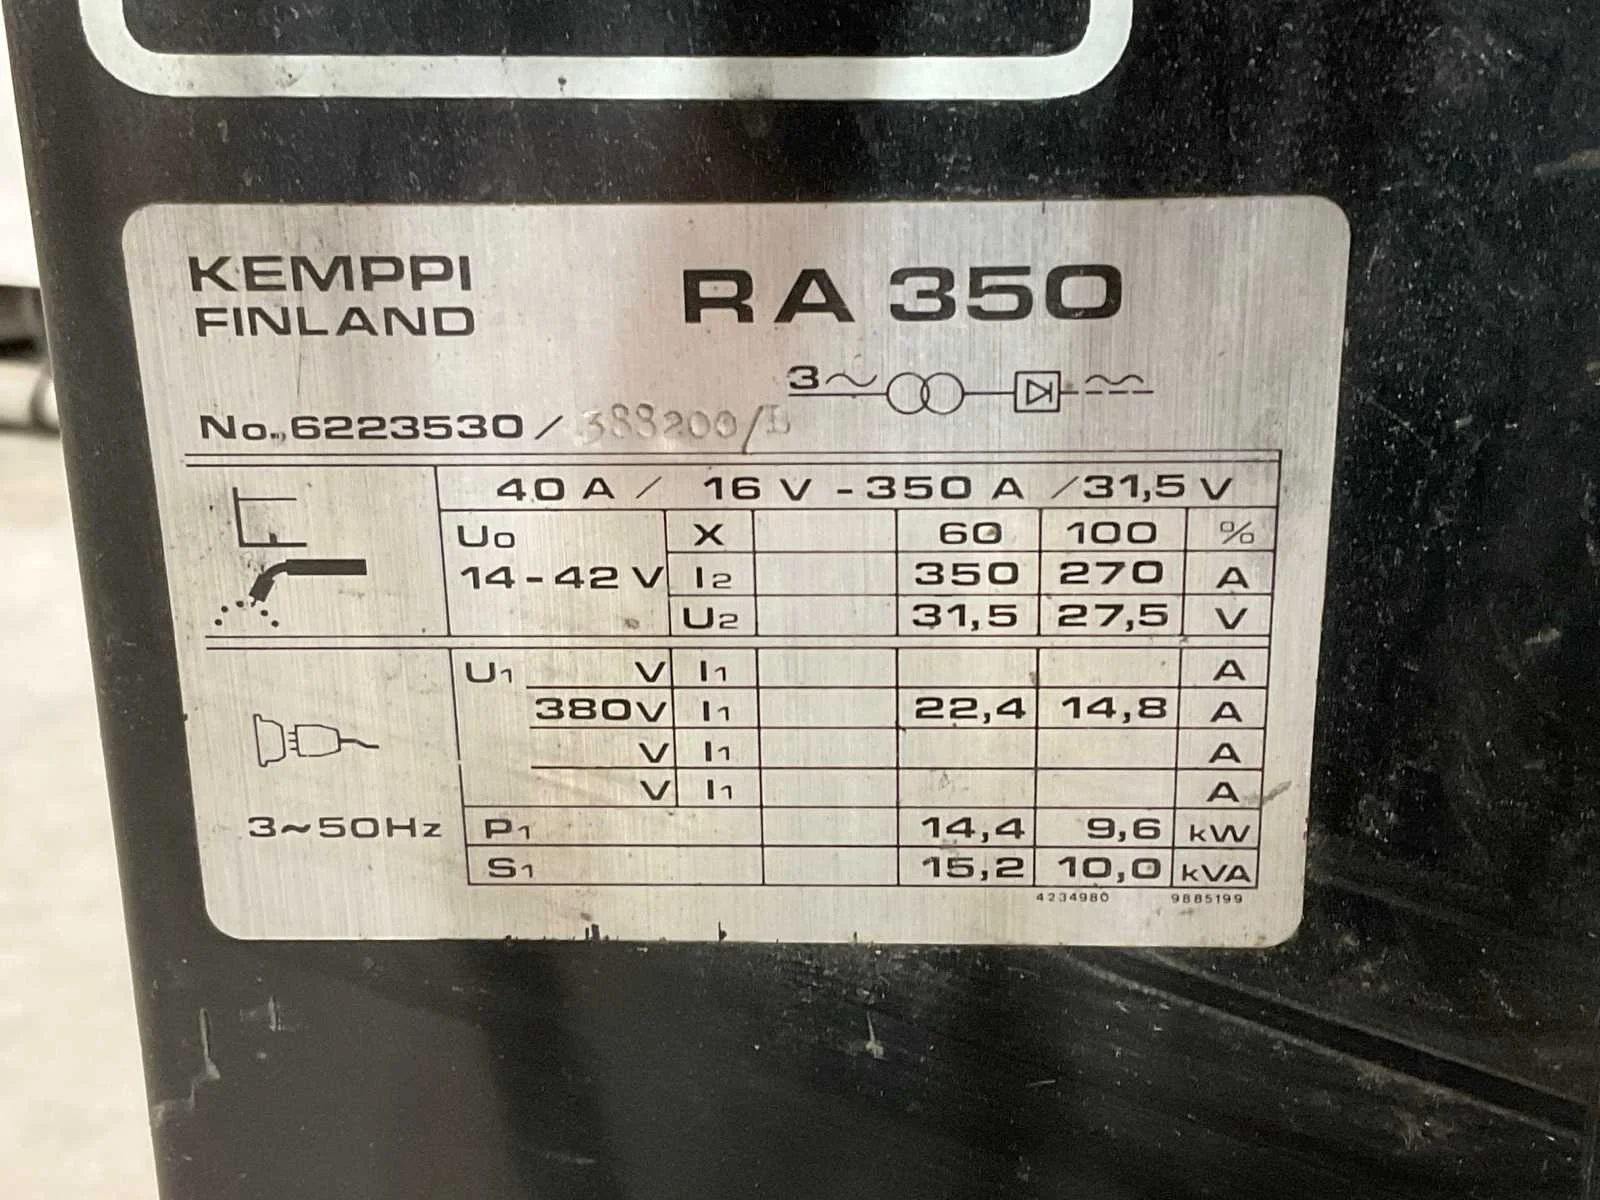 KEMPPI
FINLAND
RA 350
3~
No. 6223530 / 388200/B
40 A / 16 V - 350 A / 31,5 V
U0 X 60 100 %
14 - 42 V I2 350 270 A
U2 31,5 27,5 V
U1 V I1 A
380V I1 22,4 14,8 A
V I1 A
V I1 A
3~50Hz P1 14,4 9,6 kW
S1 15,2 10,0 kVA
4234980 9885199